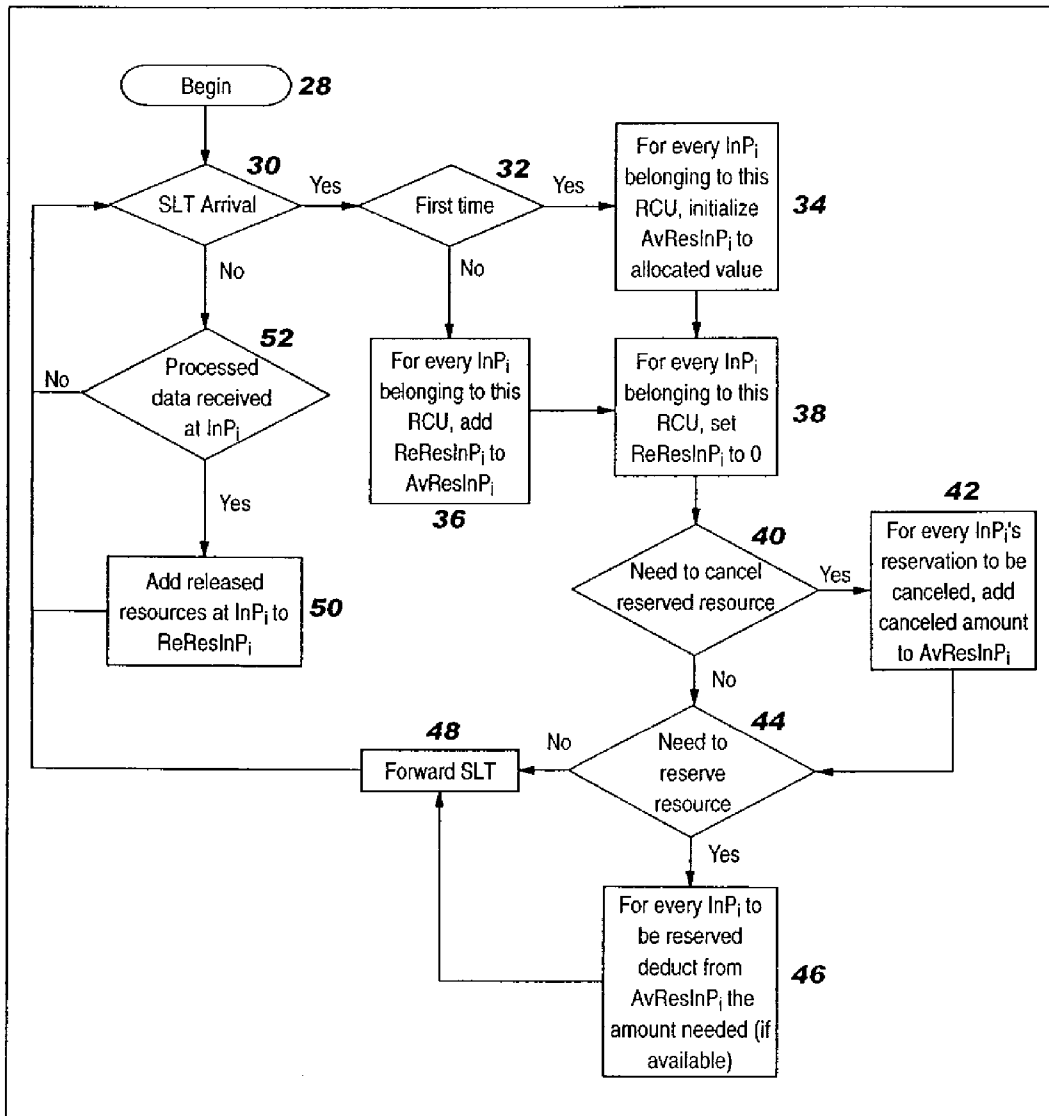 Begin
28
30
SLT Arrival
Yes
32
First time
Yes
For every InPi
belonging to this
RCU, initialize
AvResInPi to
allocated value
34
No
No
52
Processed
data received
at InPi
No
For every InPi
belonging to this
RCU, add
ReResInPi to
AvResInPi
36
For every InPi
belonging to this
RCU, set
ReResInPi to 0
38
Yes
Add released
resources at InPi to
ReResInPi
50
40
Need to cancel
reserved resource
Yes
42
For every InPi's
reservation to be
canceled, add
canceled amount
to AvResInPi
No
44
Need to
reserve
resource
No
48
Forward SLT
Yes
For every InPi to
be reserved
deduct from
AvResInPi the
amount needed (if
available)
46